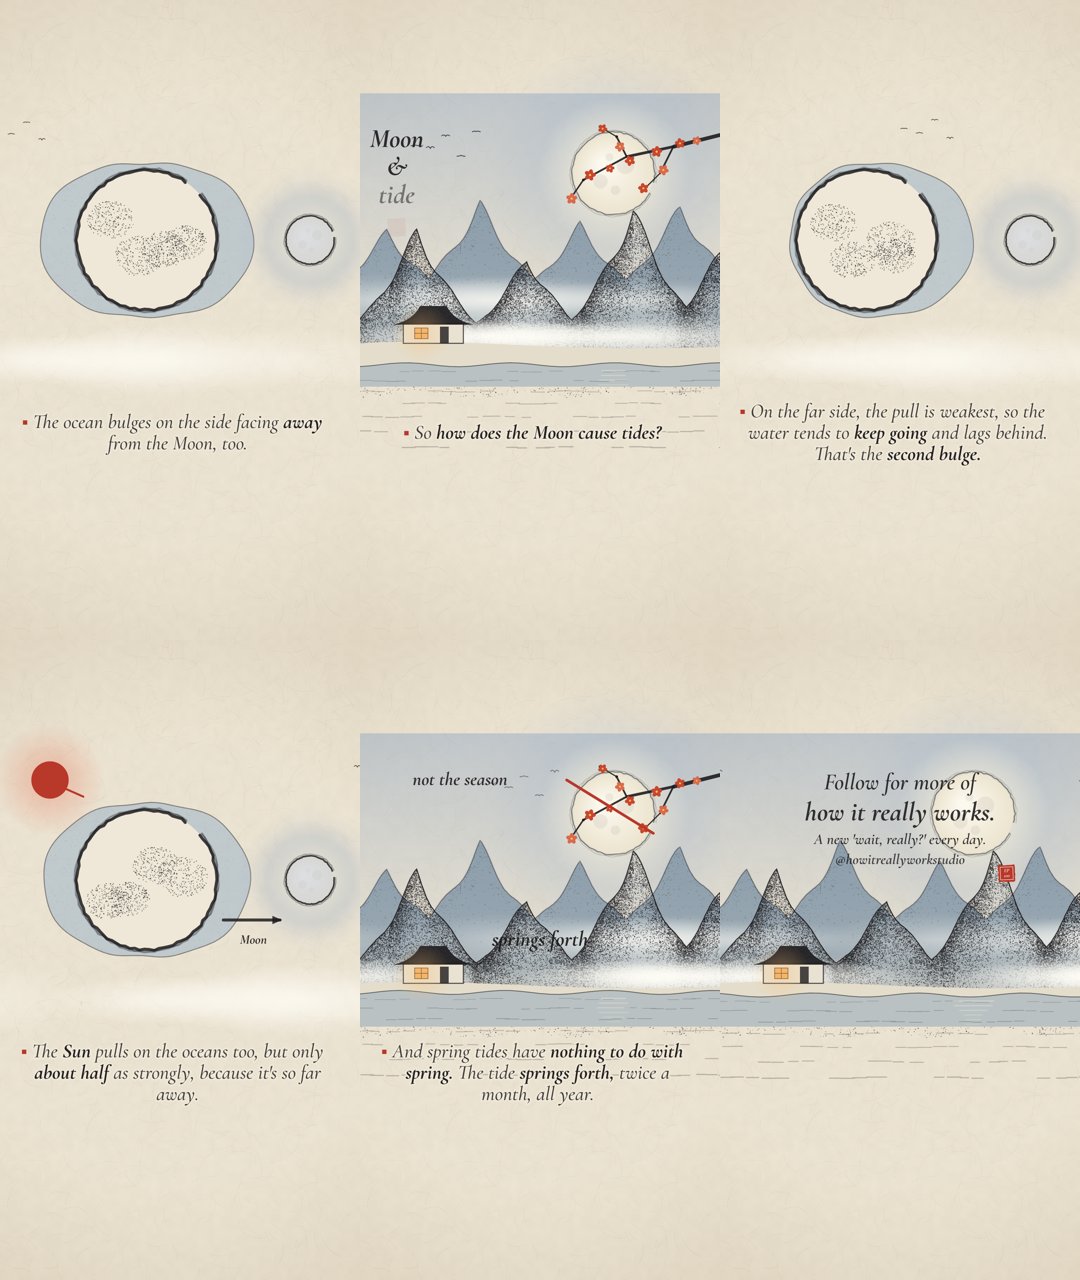 The ocean bulges on the side facing away
from the Moon, too.
Moon
&
tide
So how does the Moon cause tides?
On the far side, the pull is weakest, so the
water tends to keep going and lags behind.
That's the second bulge.
Moon
The Sun pulls on the oceans too, but only
about half as strongly, because it's so far
away.
not the season
springs forth
And spring tides have nothing to do with
spring. The tide springs forth, twice a
month, all year.
Follow for more of
how it really works.
A new 'wait, really?' every day.
@howitreallyworkstudio